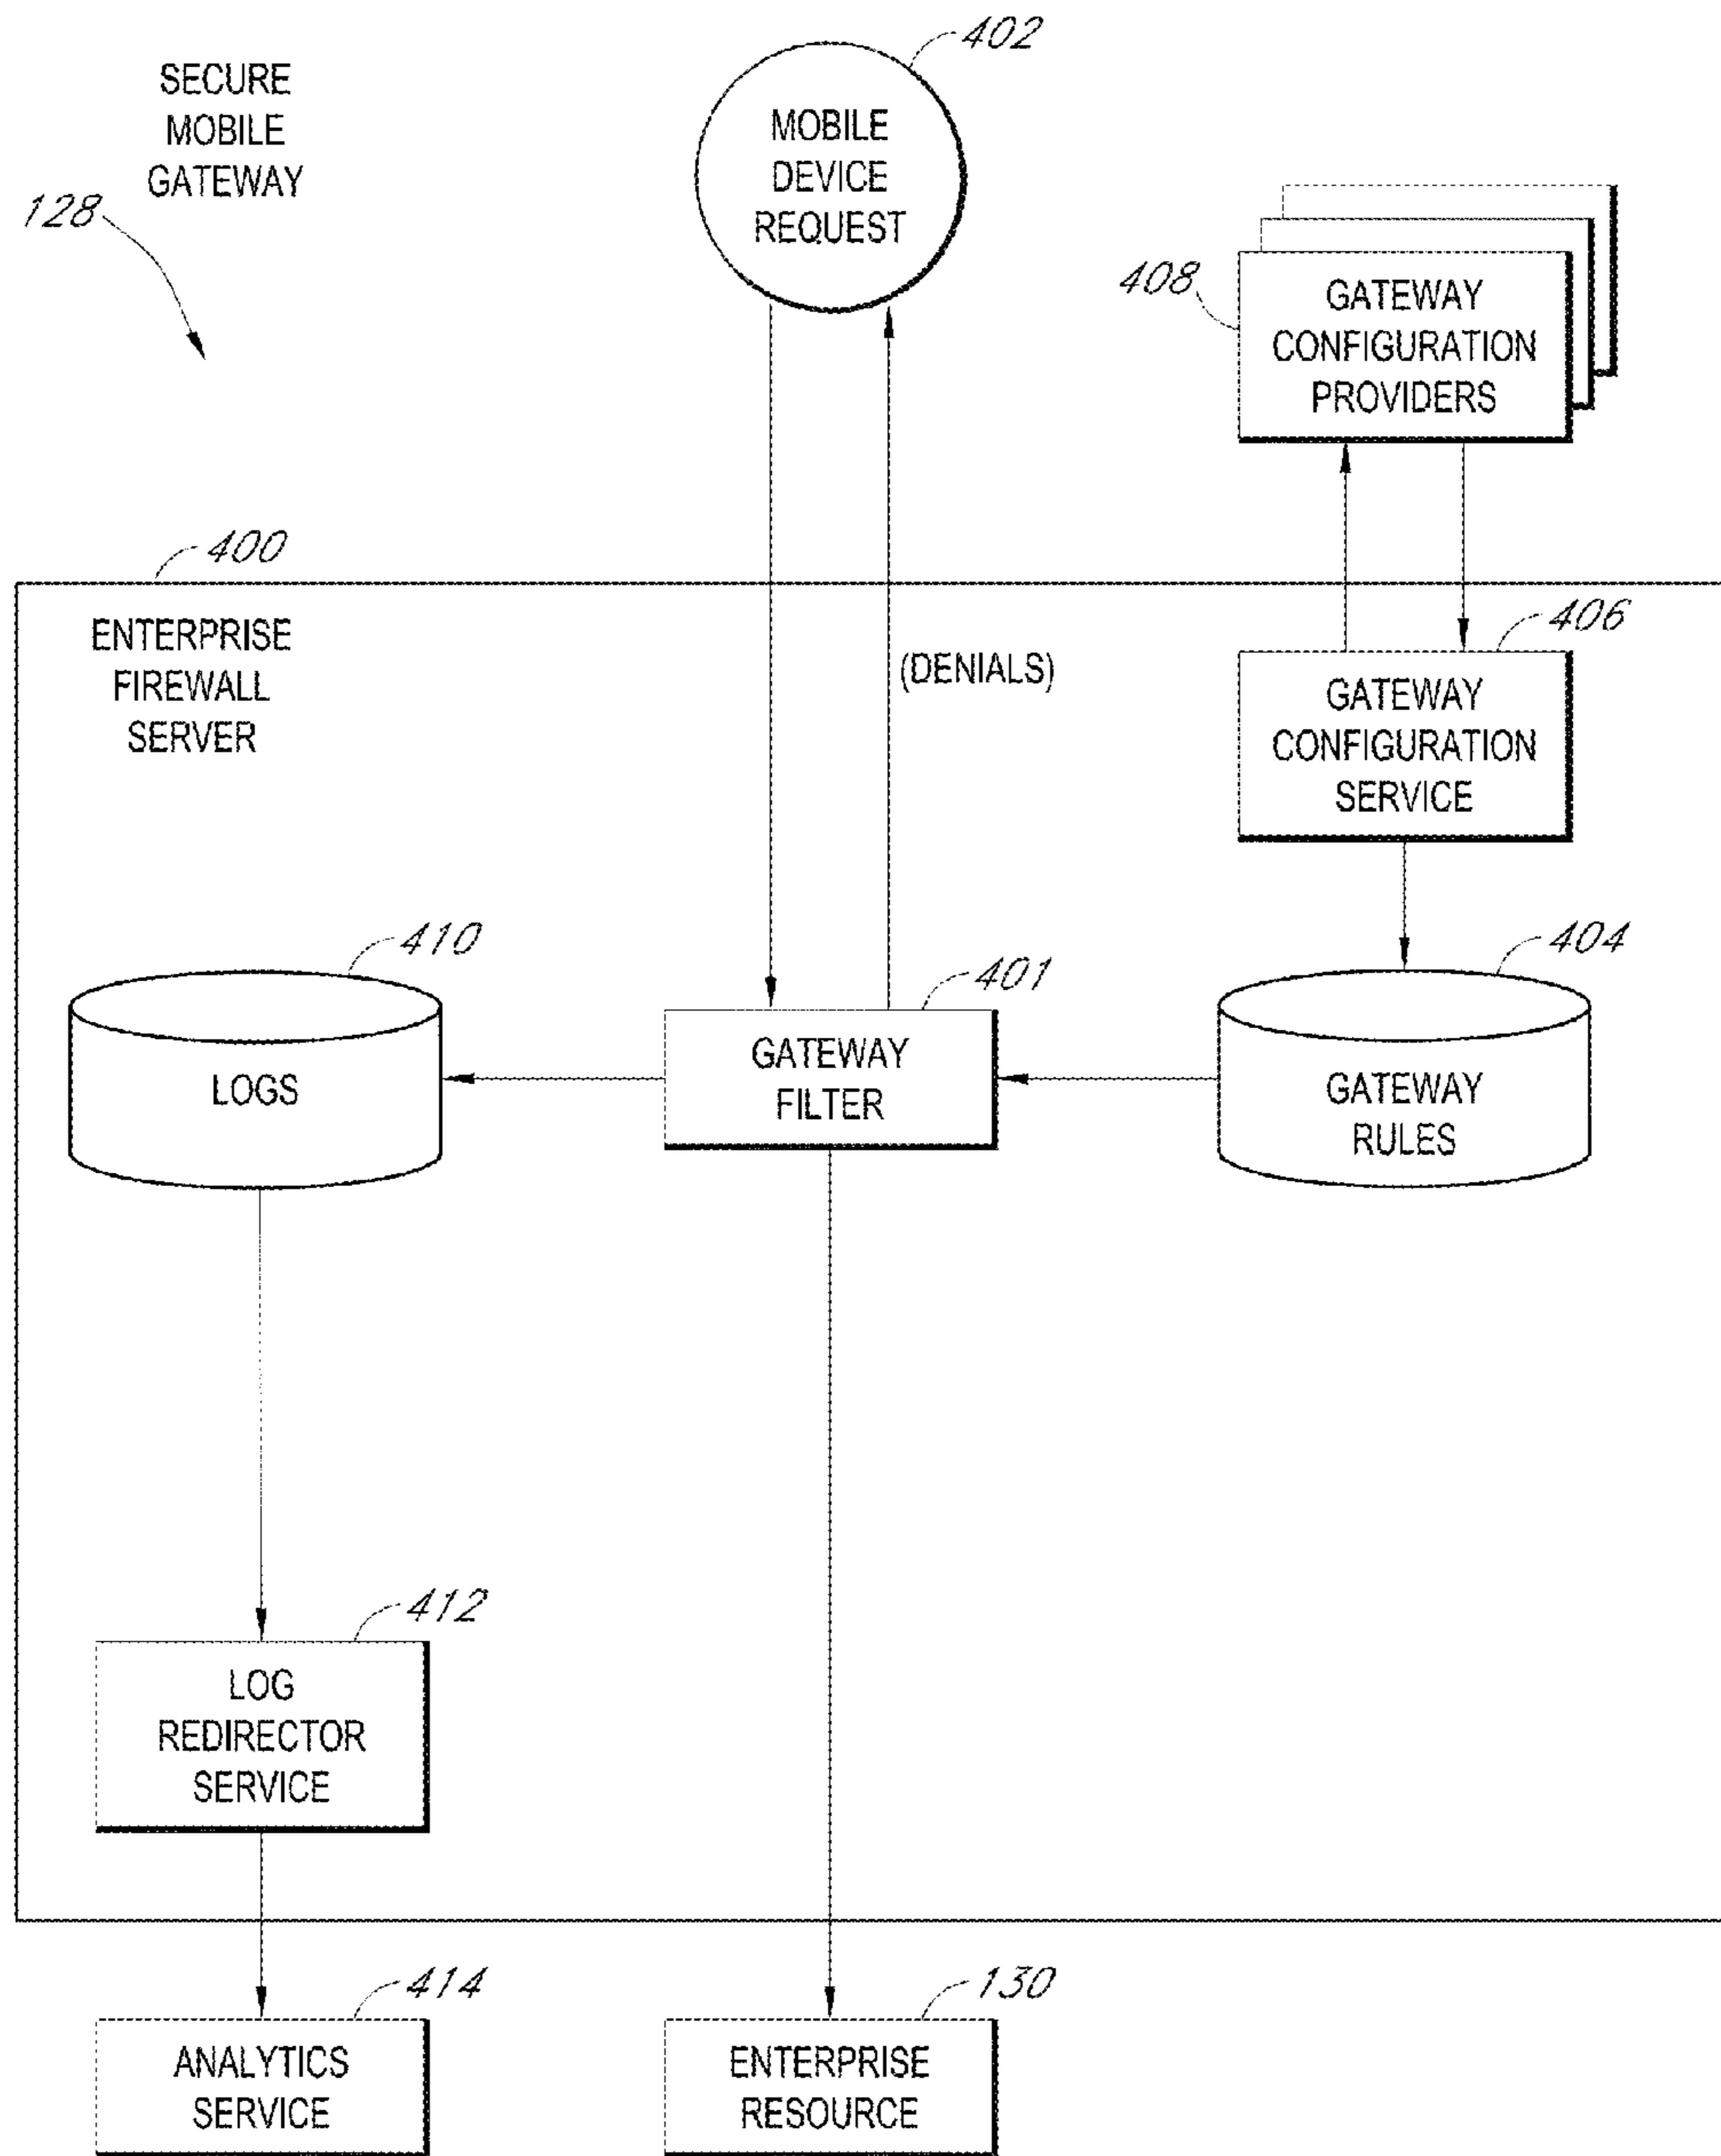 SECURE
MOBILE
GATEWAY
128
402
MOBILE
DEVICE
REQUEST
408
GATEWAY
CONFIGURATION
PROVIDERS
400
ENTERPRISE
FIREWALL
SERVER
(DENIALS)
406
GATEWAY
CONFIGURATION
SERVICE
410
LOGS
401
GATEWAY
FILTER
404
GATEWAY
RULES
412
LOG
REDIRECTOR
SERVICE
414
ANALYTICS
SERVICE
130
ENTERPRISE
RESOURCE